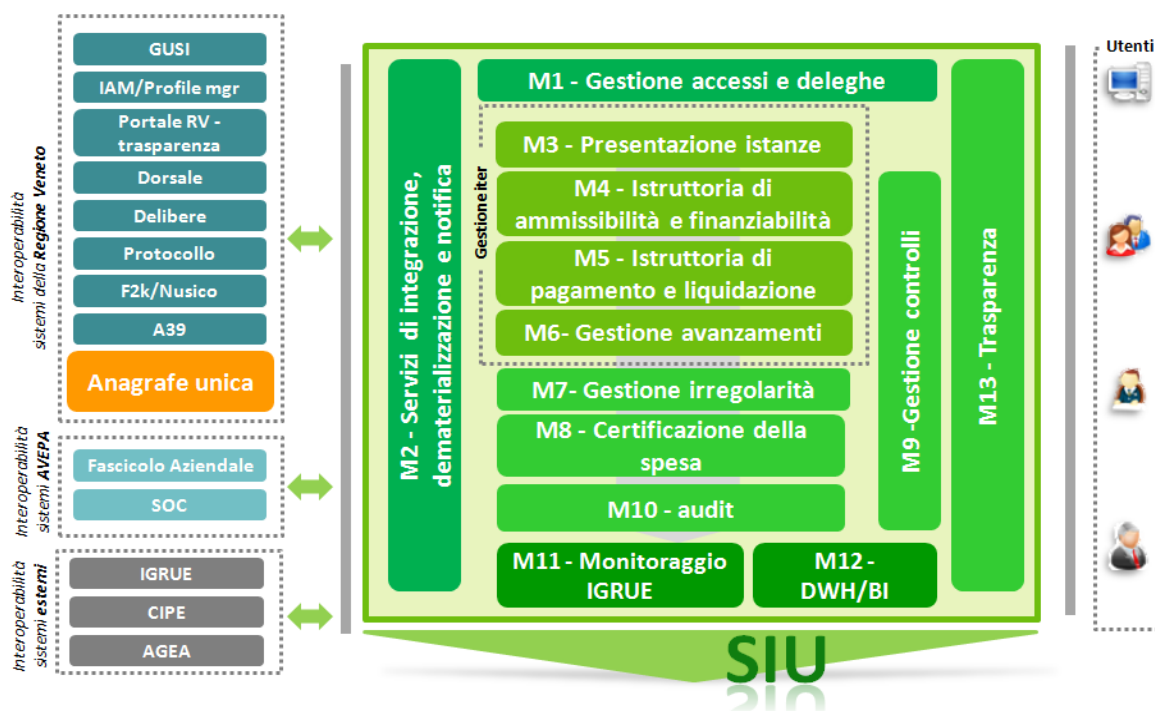 Interoperabilità
sistemi della Regione Veneto
GUSI
IAM/Profile mgr
Portale RV -
trasparenza
Dorsale
Delibere
Protocollo
F2k/Nusico
A39
Anagrafe unica
Interoperabilità
sistemi AVEPA
Fascicolo Aziendale
SOC
Interoperabilità
sistemi esterni
IGRUE
CIPE
AGEA
M2 - Servizi di integrazione,
dematerializzazione e notifica
M1 - Gestione accessi e deleghe
Gestione iter
M3 - Presentazione istanze
M4 - Istruttoria di
ammissibilità e finanziabilità
M5 - Istruttoria di
pagamento e liquidazione
M6- Gestione avanzamenti
M7- Gestione irregolarità
M8 - Certificazione della
spesa
M10 - audit
M11 - Monitoraggio
IGRUE
M12 -
DWH/BI
M9 -Gestione controlli
M13 - Trasparenza
SIU
Utenti